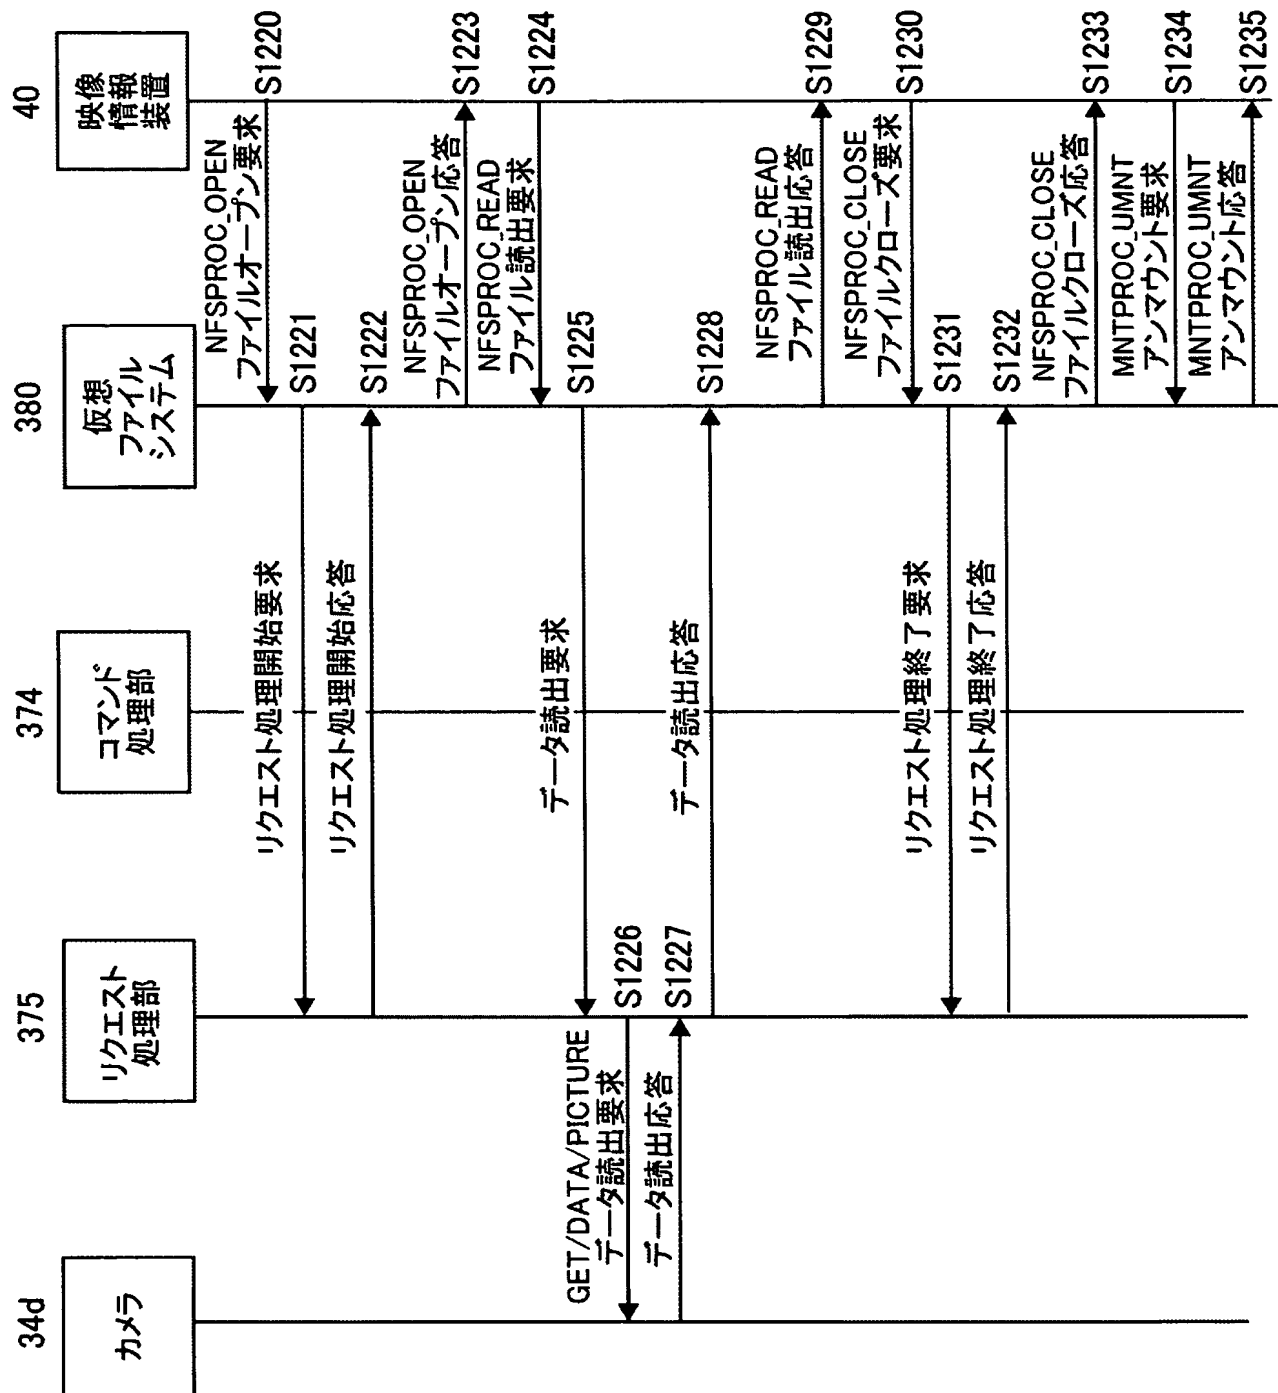 34d
カメラ
375
リクエスト
処理部
374
コマンド
処理部
380
仮想
ファイル
システム
40
映像
情報
装置
NFSPROC_OPEN
ファイルオープン要求
S1220
リクエスト処理開始要求
S1221
リクエスト処理開始応答
S1222
NFSPROC_OPEN
ファイルオープン応答
S1223
NFSPROC_READ
ファイル読出要求
S1224
データ読出要求
S1225
GET/DATA/PICTURE
データ読出要求
S1226
データ読出応答
S1227
データ読出応答
S1228
NFSPROC_READ
ファイル読出応答
S1229
NFSPROC_CLOSE
ファイルクローズ要求
S1230
リクエスト処理終了要求
S1231
リクエスト処理終了応答
S1232
NFSPROC_CLOSE
ファイルクローズ応答
S1233
MNTPROC_UMNT
アンマウント要求
S1234
MNTPROC_UMNT
アンマウント応答
S1235